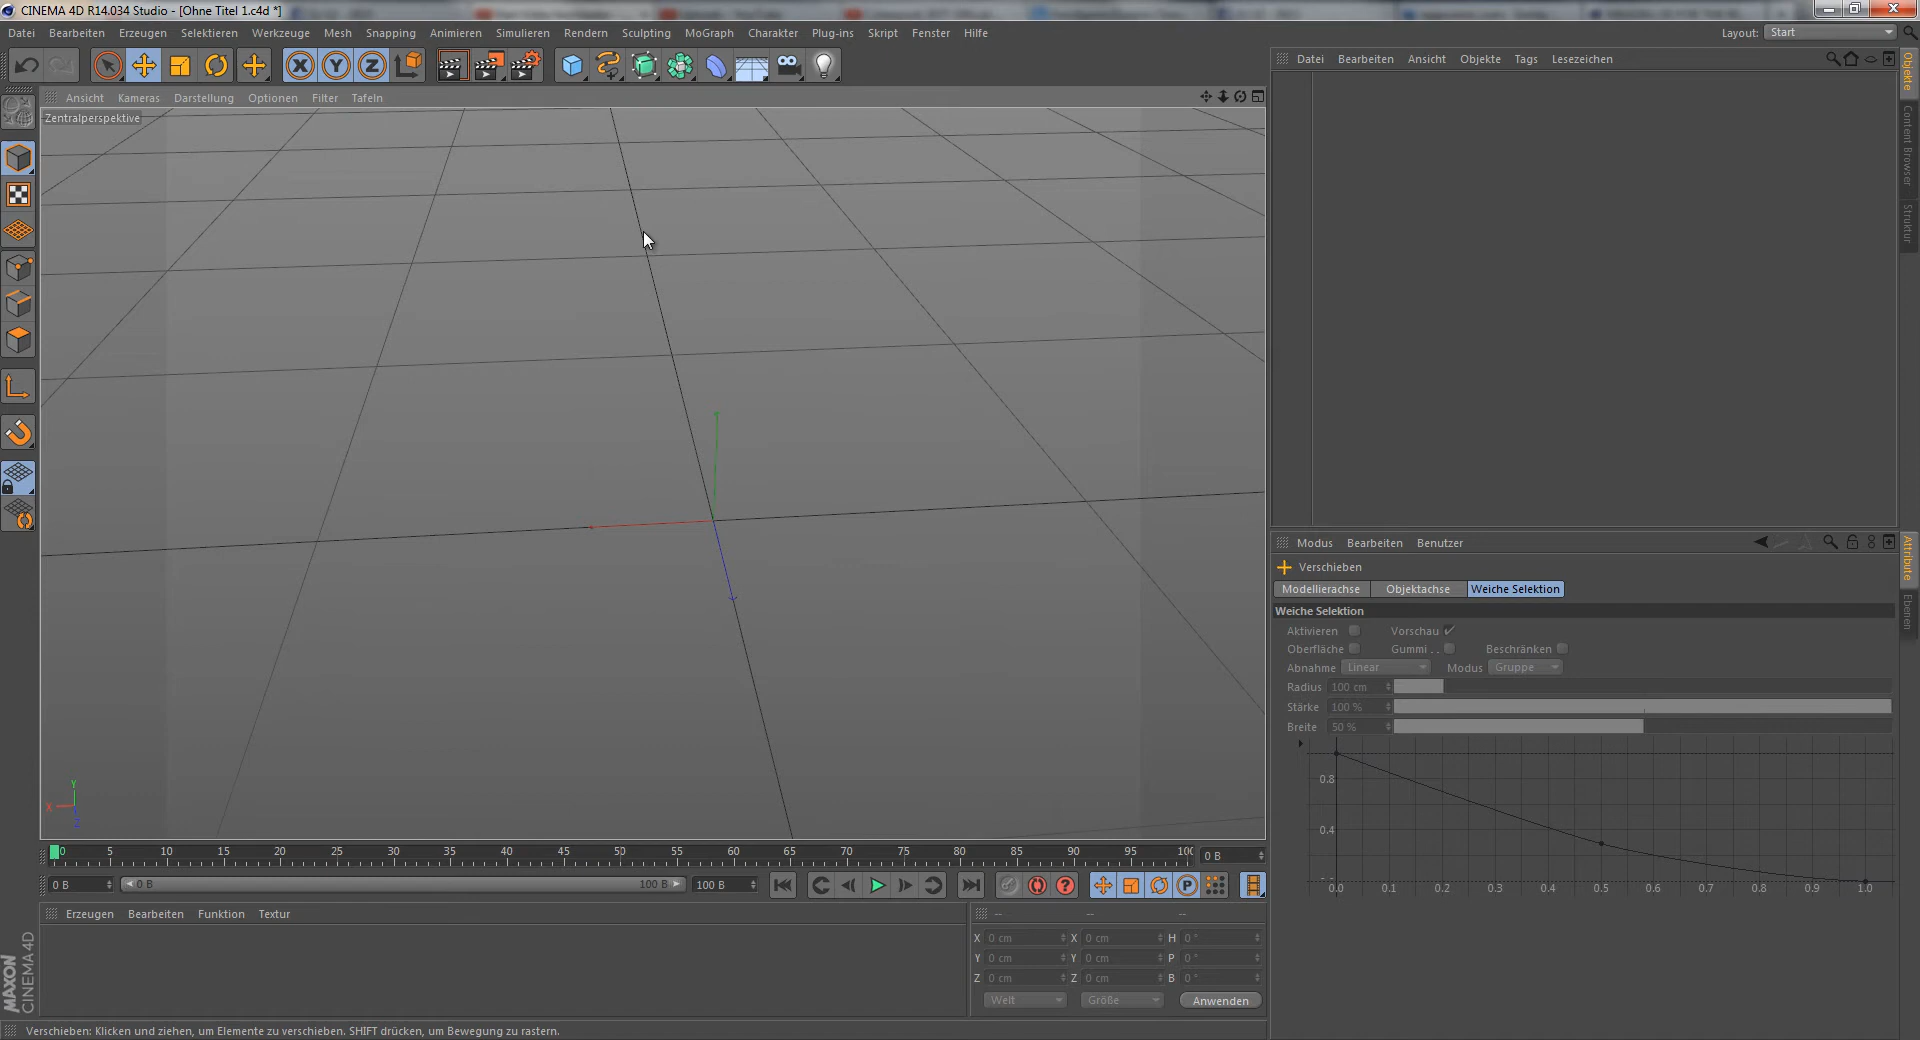 CINEMA 4D R14.034 Studio - [Ohne Titel 1.c4d *]
Datei Bearbeiten Erzeugen Selektieren Werkzeuge Mesh Snapping Animieren Simulieren Rendern Sculpting MoGraph Charakter Plug-ins Skript Fenster Hilfe
Layout: Start
X Y Z
Datei Bearbeiten Ansicht Objekte Tags Lesezeichen
Objekte
Content Browser
Struktur
Ansicht Kameras Darstellung Optionen Filter Tafeln
Zentralperspektive
Y
X
Z
Modus Bearbeiten Benutzer
Attribute
Ebenen
Verschieben
Modellierachse Objektachse Weiche Selektion
Weiche Selektion
Aktivieren Vorschau
Oberfläche Gummi . . Beschränken
Abnahme Linear Modus Gruppe
Radius 100 cm
Stärke 100 %
Breite 50 %
0.8
0.4
0.0 0.1 0.2 0.3 0.4 0.5 0.6 0.7 0.8 0.9 1.0
0 5 10 15 20 25 30 35 40 45 50 55 60 65 70 75 80 85 90 95 100 0 B
0 B 0 B 100 B 100 B
P
Erzeugen Bearbeiten Funktion Textur
-- -- --
X 0 cm X 0 cm H 0 °
Y 0 cm Y 0 cm P 0 °
Z 0 cm Z 0 cm B 0 °
Welt Größe Anwenden
MAXON
CINEMA 4D
Verschieben: Klicken und ziehen, um Elemente zu verschieben. SHIFT drücken, um Bewegung zu rastern.